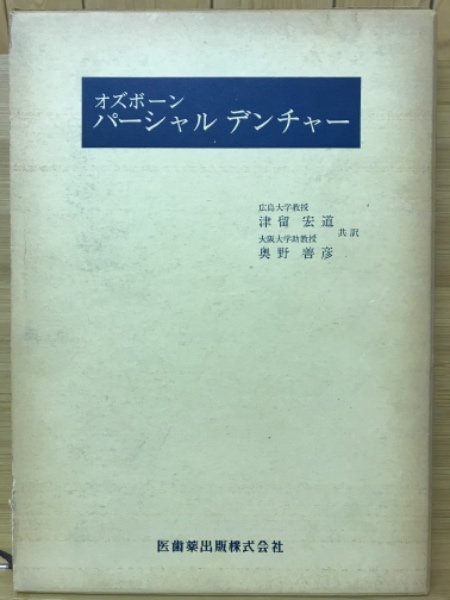 オズボーン
パーシャル デンチャー
広島大学教授
津留 宏道
共訳
大阪大学助教授
奥野 善彦
医歯薬出版株式会社